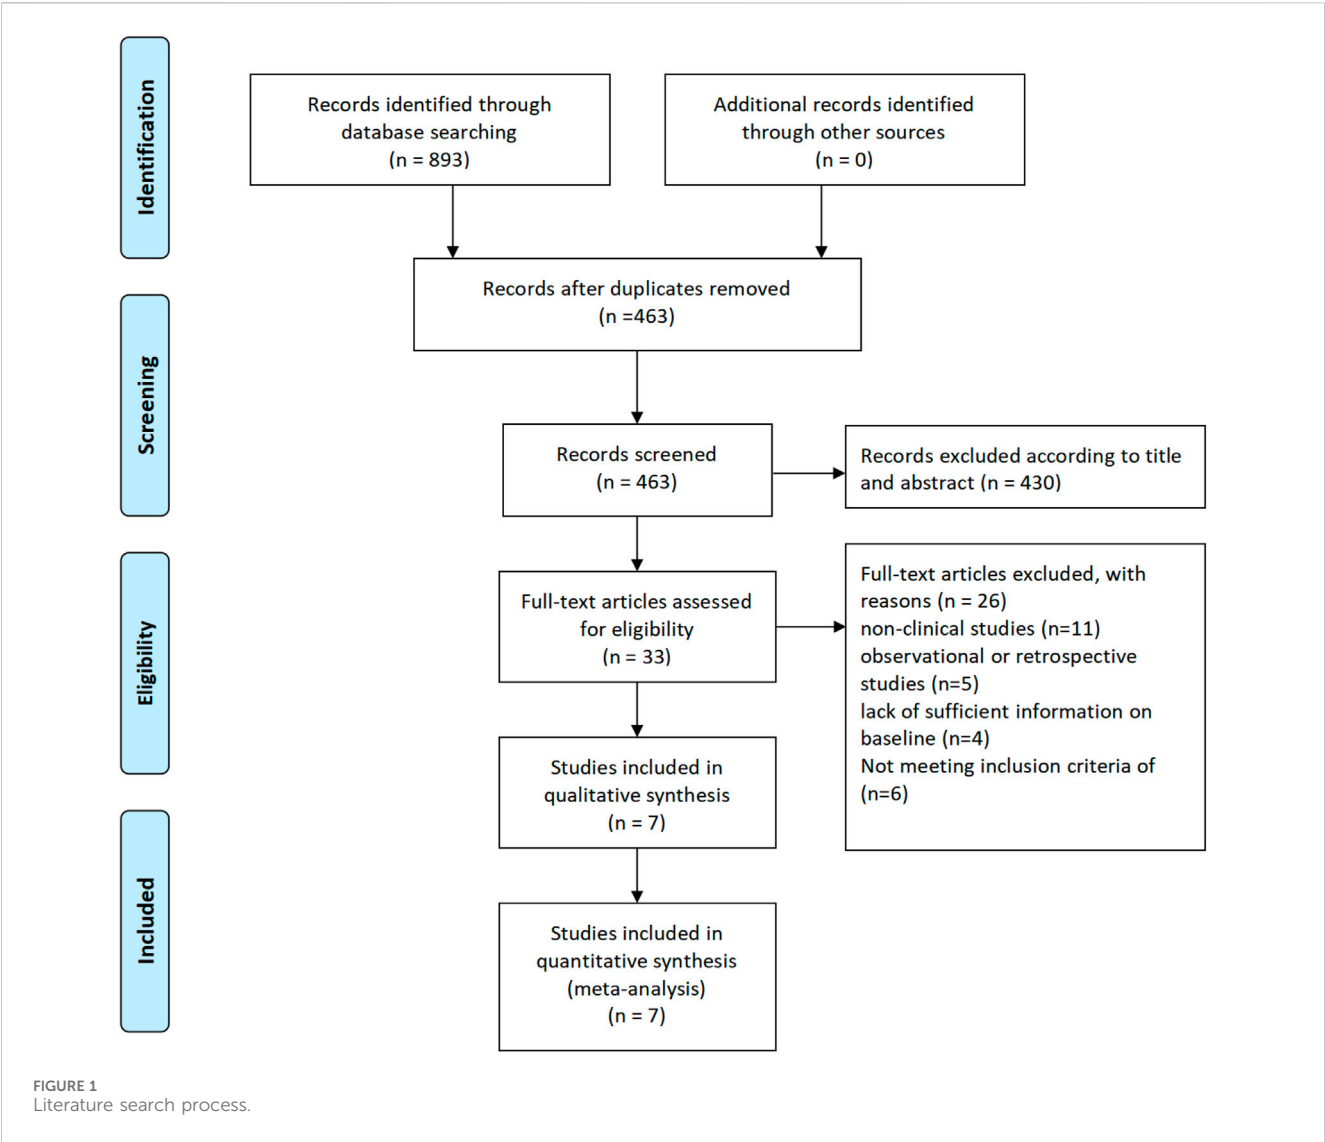 Identification
Records identified through
database searching
(n = 893)
Additional records identified
through other sources
(n = 0)
Records after duplicates removed
(n =463)
Screening
Records screened
(n = 463)
Records excluded according to title
and abstract (n = 430)
Eligibility
Full-text articles assessed
for eligibility
(n = 33)
Full-text articles excluded, with
reasons (n = 26)
non-clinical studies (n=11)
observational or retrospective
studies (n=5)
lack of sufficient information on
baseline (n=4)
Not meeting inclusion criteria of
(n=6)
Studies included in
qualitative synthesis
(n = 7)
Included
Studies included in
quantitative synthesis
(meta-analysis)
(n = 7)
FIGURE 1
Literature search process.